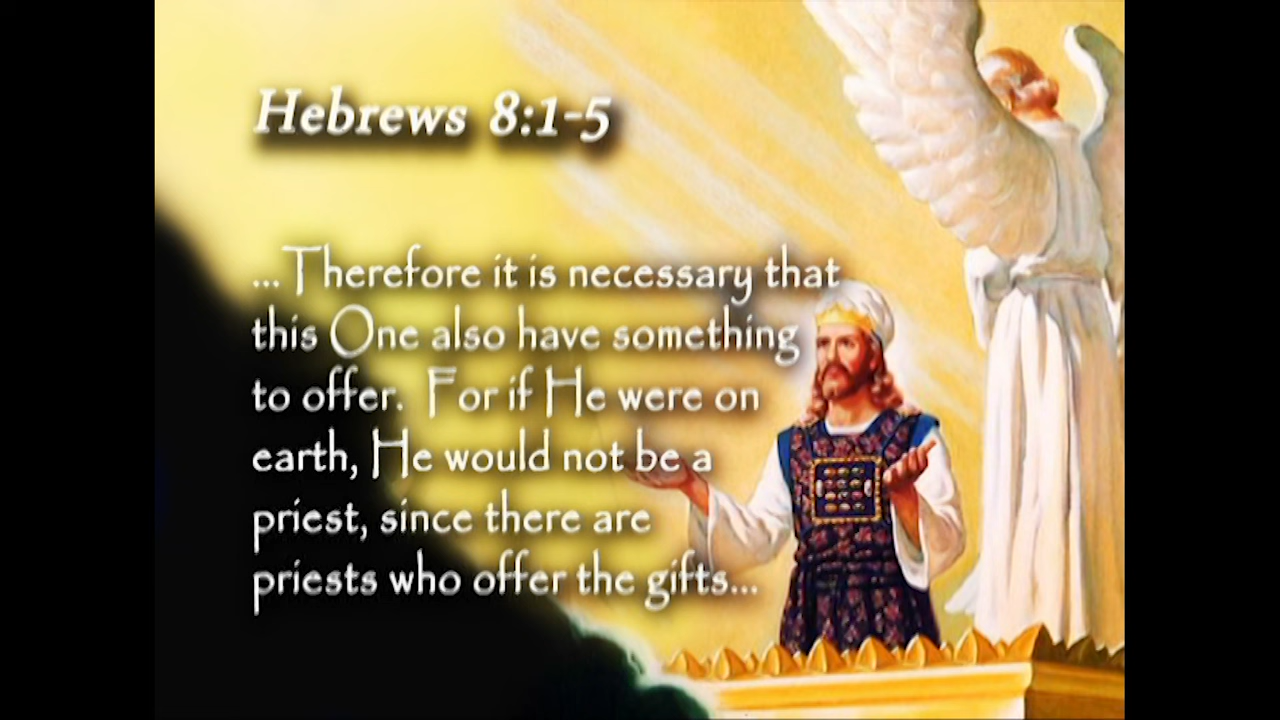 Hebrews 8:1-5
...Therefore it is necessary that
this One also have something
to offer. For if He were on
earth, He would not be a
priest, since there are
priests who offer the gifts...